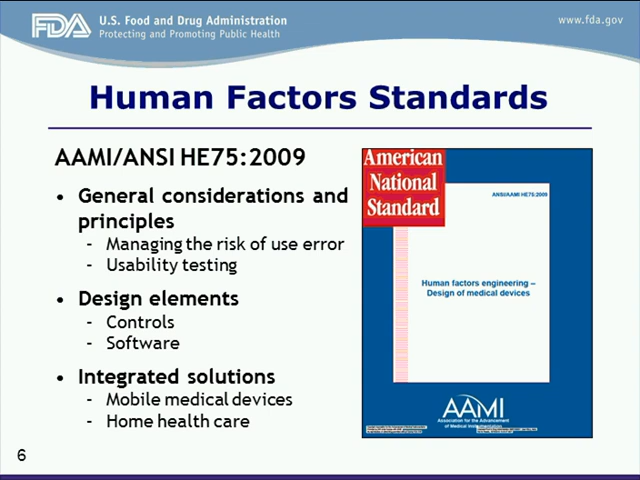 FDA U.S. Food and Drug Administration
Protecting and Promoting Public Health
www.fda.gov
Human Factors Standards
AAMI/ANSI HE75:2009
• General considerations and
principles
- Managing the risk of use error
- Usability testing
• Design elements
- Controls
- Software
• Integrated solutions
- Mobile medical devices
- Home health care
American
National
Standard
ANSI/AAMI HE75:2009
Human factors engineering –
Design of medical devices
AAMI
Association for the Advancement
of Medical Instrumentation
6